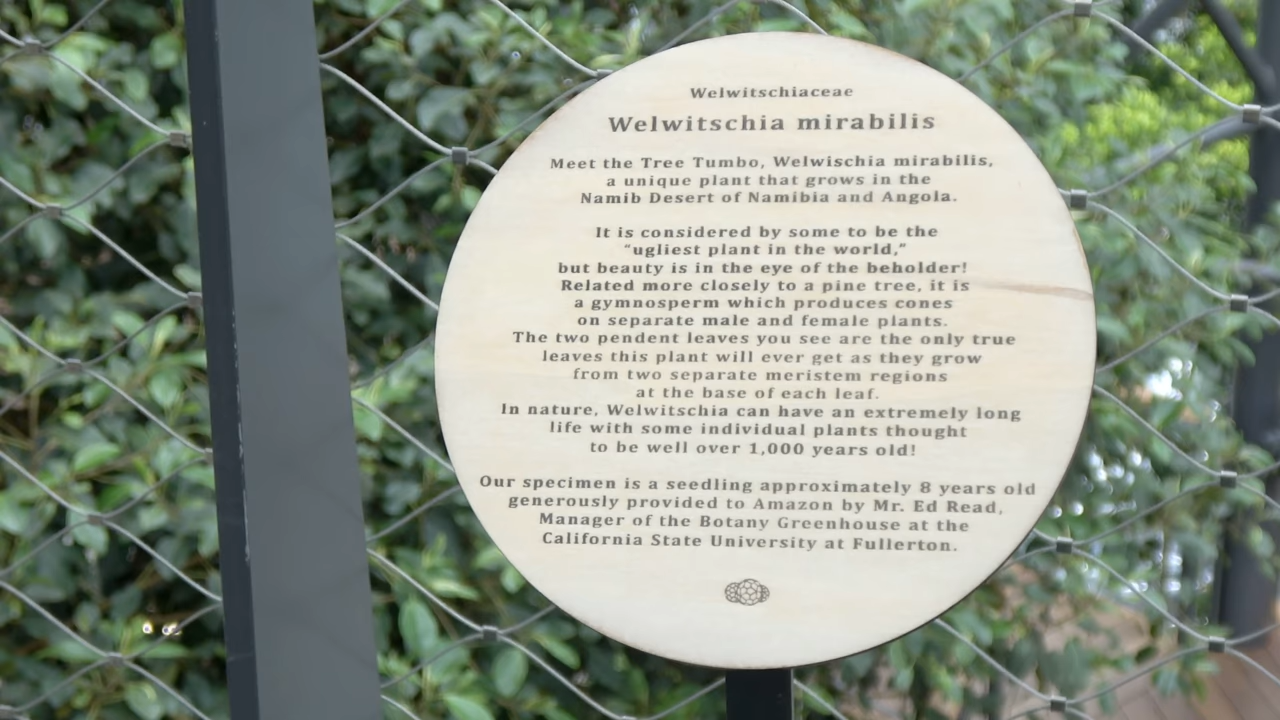 Welwitschiaceae
Welwitschia mirabilis
Meet the Tree Tumbo, Welwischia mirabilis,
a unique plant that grows in the
Namib Desert of Namibia and Angola.
It is considered by some to be the
“ugliest plant in the world,”
but beauty is in the eye of the beholder!
Related more closely to a pine tree, it is
a gymnosperm which produces cones
on separate male and female plants.
The two pendent leaves you see are the only true
leaves this plant will ever get as they grow
from two separate meristem regions
at the base of each leaf.
In nature, Welwitschia can have an extremely long
life with some individual plants thought
to be well over 1,000 years old!
Our specimen is a seedling approximately 8 years old
generously provided to Amazon by Mr. Ed Read,
Manager of the Botany Greenhouse at the
California State University at Fullerton.